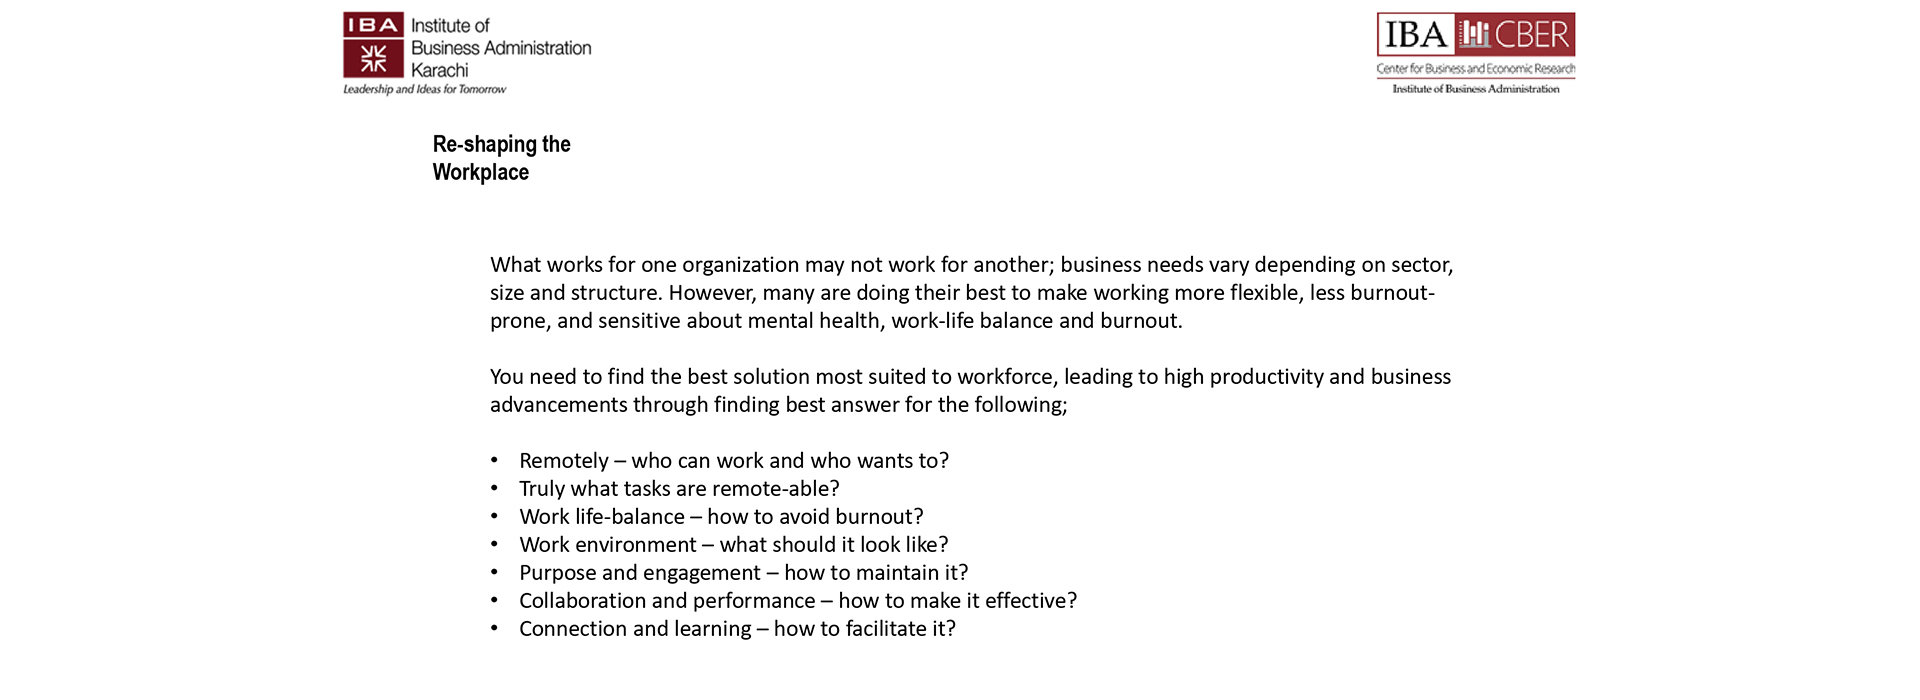 IBA
Institute of
Business Administration
Karachi
Leadership and Ideas for Tomorrow
IBA CBER
Center for Business and Economic Research
Institute of Business Administration
Re-shaping the
Workplace
What works for one organization may not work for another; business needs vary depending on sector,
size and structure. However, many are doing their best to make working more flexible, less burnout-
prone, and sensitive about mental health, work-life balance and burnout.
You need to find the best solution most suited to workforce, leading to high productivity and business
advancements through finding best answer for the following;
• Remotely – who can work and who wants to?
• Truly what tasks are remote-able?
• Work life-balance – how to avoid burnout?
• Work environment – what should it look like?
• Purpose and engagement – how to maintain it?
• Collaboration and performance – how to make it effective?
• Connection and learning – how to facilitate it?